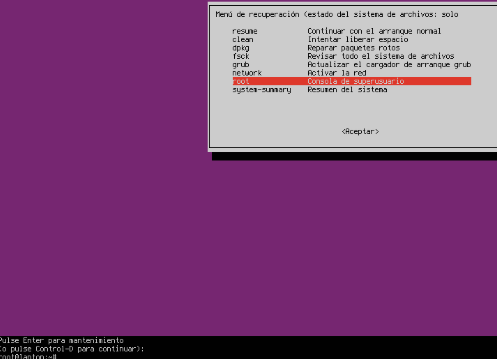 Menú de recuperación (estado del sistema de archivos: solo
resume Continuar con el arranque normal
clean Intentar liberar espacio
dpkg Reparar paquetes rotos
fsck Revisar todo el sistema de archivos
grub Actualizar el cargador de arranque grub
network Activar la red
root Consola de superusuario
system-summary Resumen del sistema
<Aceptar>
Pulse Enter para mantenimiento
(o pulse Control-D para continuar):
root@lapton:~#